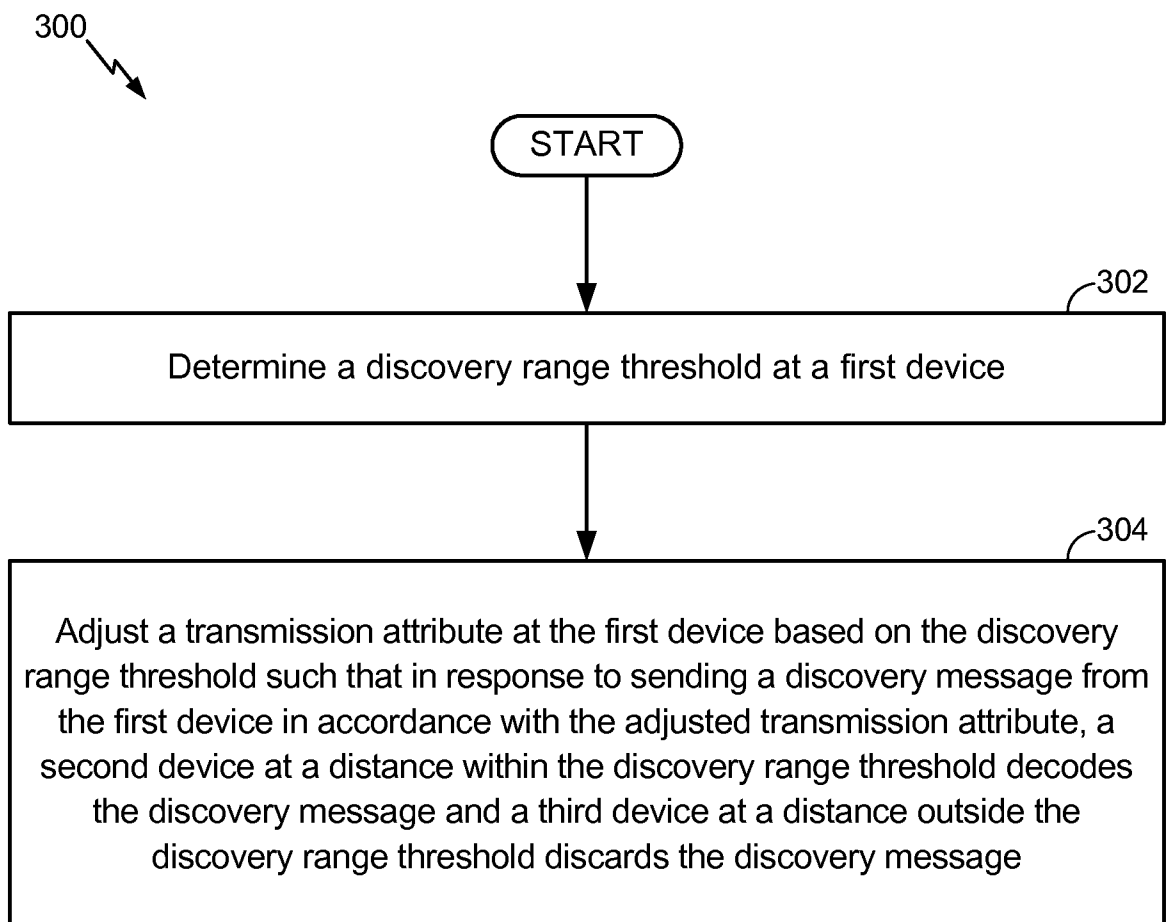 300
START
302
Determine a discovery range threshold at a first device
304
Adjust a transmission attribute at the first device based on the discovery
range threshold such that in response to sending a discovery message from
the first device in accordance with the adjusted transmission attribute, a
second device at a distance within the discovery range threshold decodes
the discovery message and a third device at a distance outside the
discovery range threshold discards the discovery message